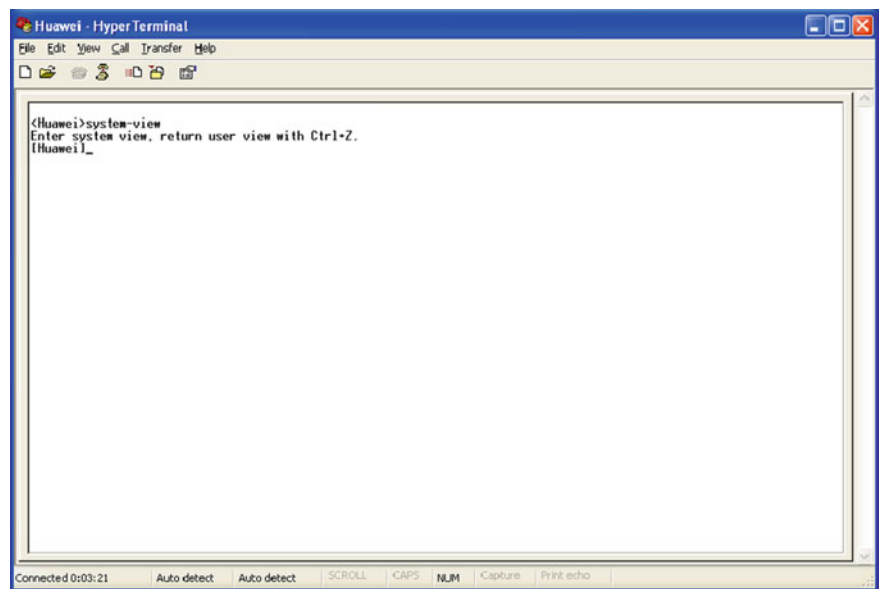 Huawei - HyperTerminal
File Edit View Call Transfer Help
<Huawei>system-view
Enter system view, return user view with Ctrl+Z.
[Huawei]_
Connected 0:03:21 Auto detect Auto detect SCROLL CAPS NUM Capture Print echo